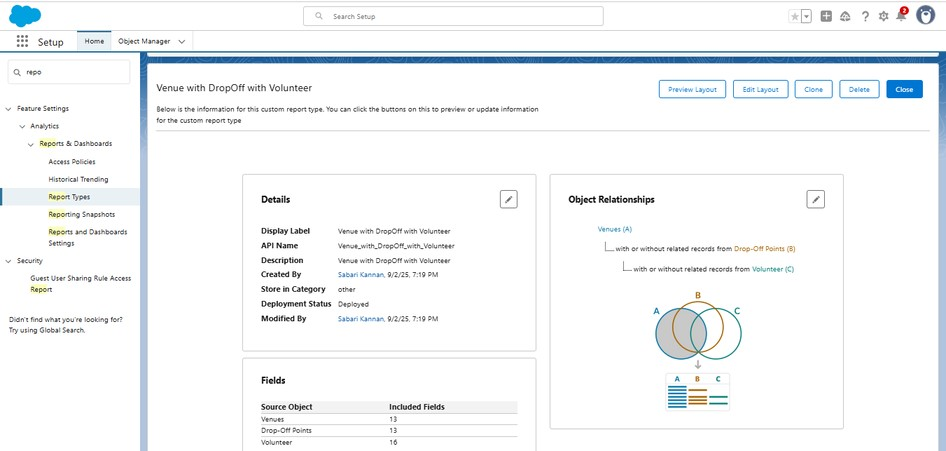 Search Setup
2
Setup
Home
Object Manager
repo
Feature Settings
Analytics
Reports & Dashboards
Access Policies
Historical Trending
Report Types
Reporting Snapshots
Reports and Dashboards
Settings
Security
Guest User Sharing Rule Access
Report
Didn't find what you're looking for?
Try using Global Search.
Venue with DropOff with Volunteer
Preview Layout
Edit Layout
Clone
Delete
Close
Below is the information for this custom report type. You can click the buttons on this to preview or update information
for the custom report type
Details
Display Label Venue with DropOff with Volunteer
API Name Venue_with_DropOff_with_Volunteer
Description Venue with DropOff with Volunteer
Created By Sabari Kannan, 9/2/25, 7:19 PM
Store in Category other
Deployment Status Deployed
Modified By Sabari Kannan, 9/2/25, 7:19 PM
Fields
Source Object Included Fields
Venues 13
Drop-Off Points 13
Volunteer 16
Object Relationships
Venues (A)
with or without related records from Drop-Off Points (B)
with or without related records from Volunteer (C)
B
A C
A B C